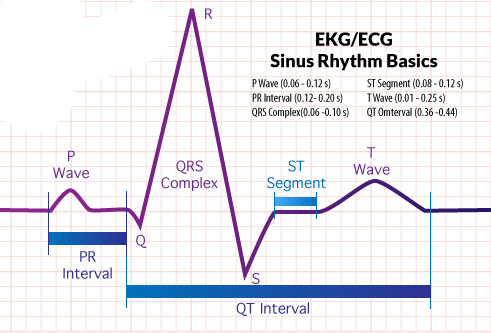 R
EKG/ECG
Sinus Rhythm Basics
P Wave (0.06 - 0.12 s)
ST Segment (0.08 - 0.12 s)
PR Interval (0.12- 0.20 s)
T Wave (0.01 - 0.25 s)
QRS Complex(0.06 -0.10 s)
QT Omterval (0.36 -0.44)
P
Wave
QRS
Complex
ST
Segment
T
Wave
Q
PR
Interval
S
QT Interval